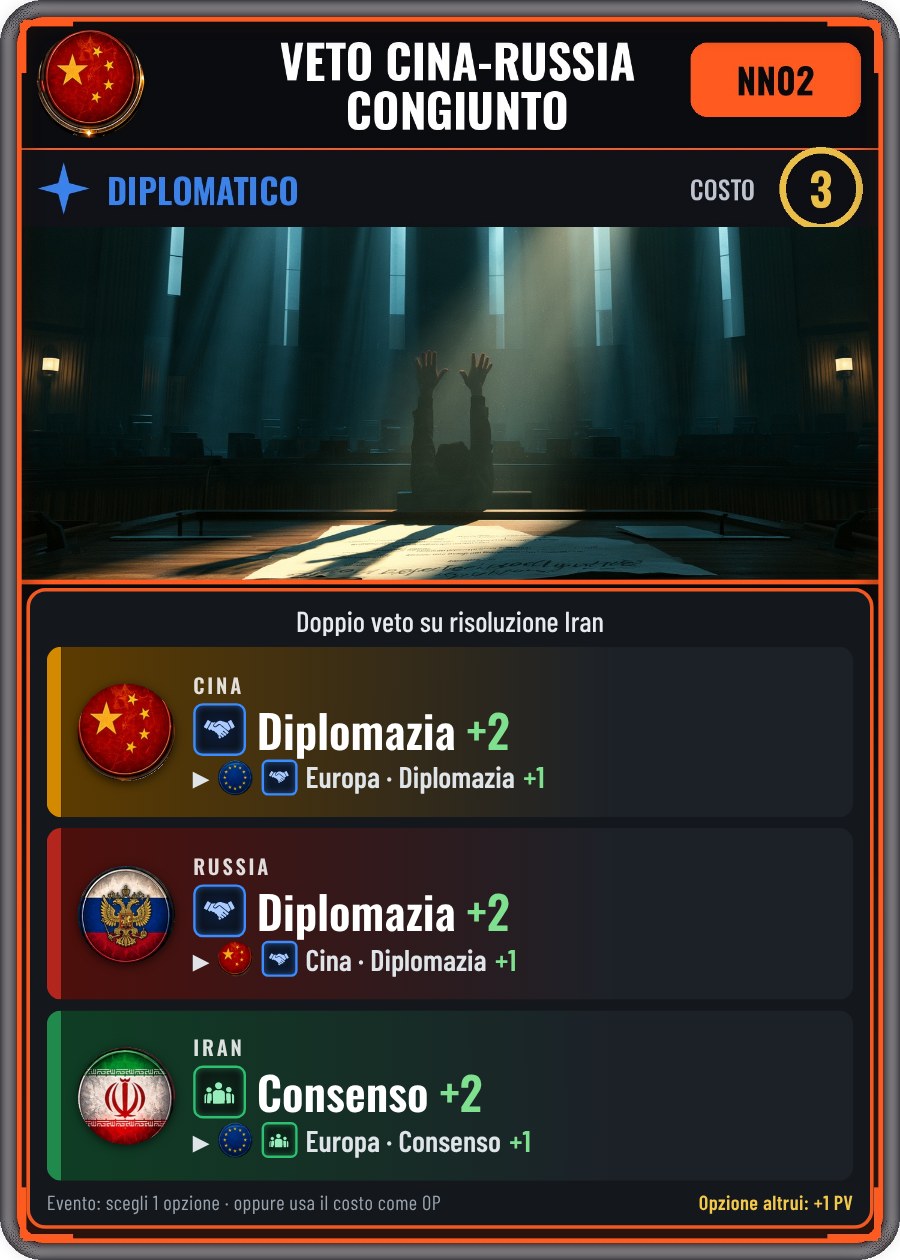 VETO CINA-RUSSIA
CONGIUNTO
NN02
DIPLOMATICO
COSTO
3
Doppio veto su risoluzione Iran
CINA
Diplomazia +2
▶ Europa · Diplomazia +1
RUSSIA
Diplomazia +2
▶ Cina · Diplomazia +1
IRAN
Consenso +2
▶ Europa · Consenso +1
Evento: scegli 1 opzione · oppure usa il costo come OP
Opzione altrui: +1 PV